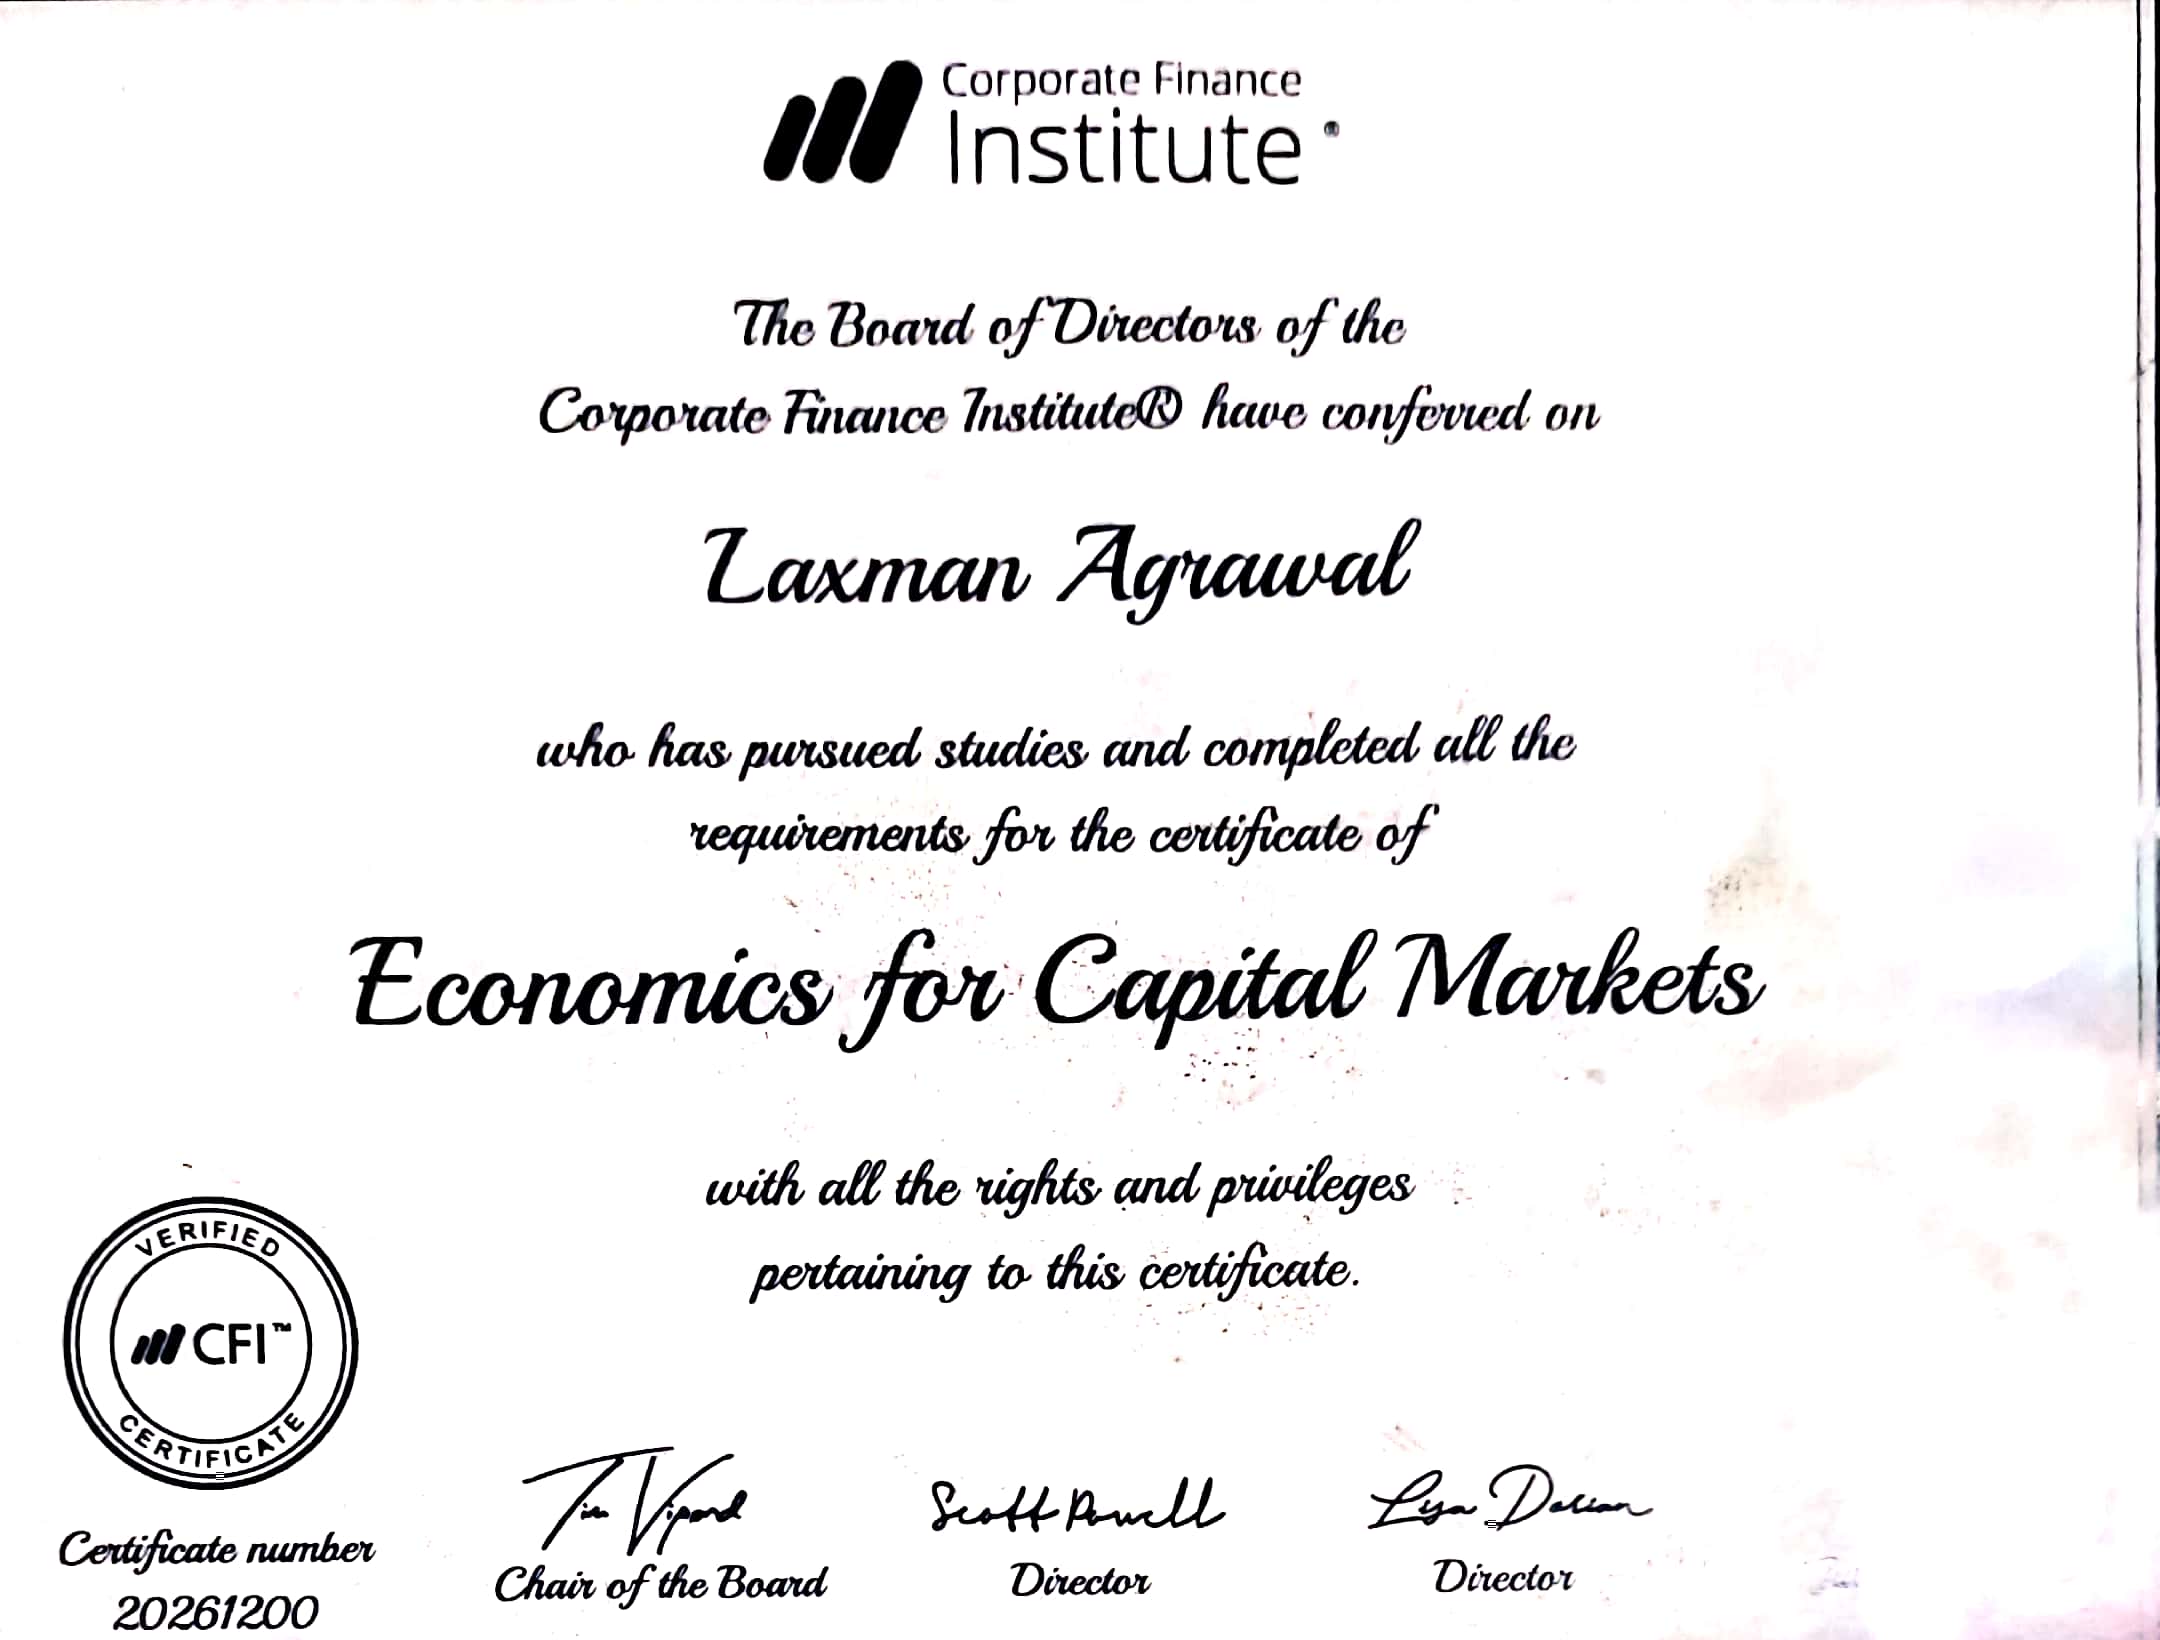 Corporate Finance
Institute®
The Board of Directors of the
Corporate Finance Institute® have conferred on
Laxman Agrawal
who has pursued studies and completed all the
requirements for the certificate of
Economics for Capital Markets
with all the rights and privileges
pertaining to this certificate.
VERIFIED
CFI™
CERTIFICATE
Certificate number
20261200
Tim Vipond
Chair of the Board
Scott Powell
Director
Lisa Dorian
Director